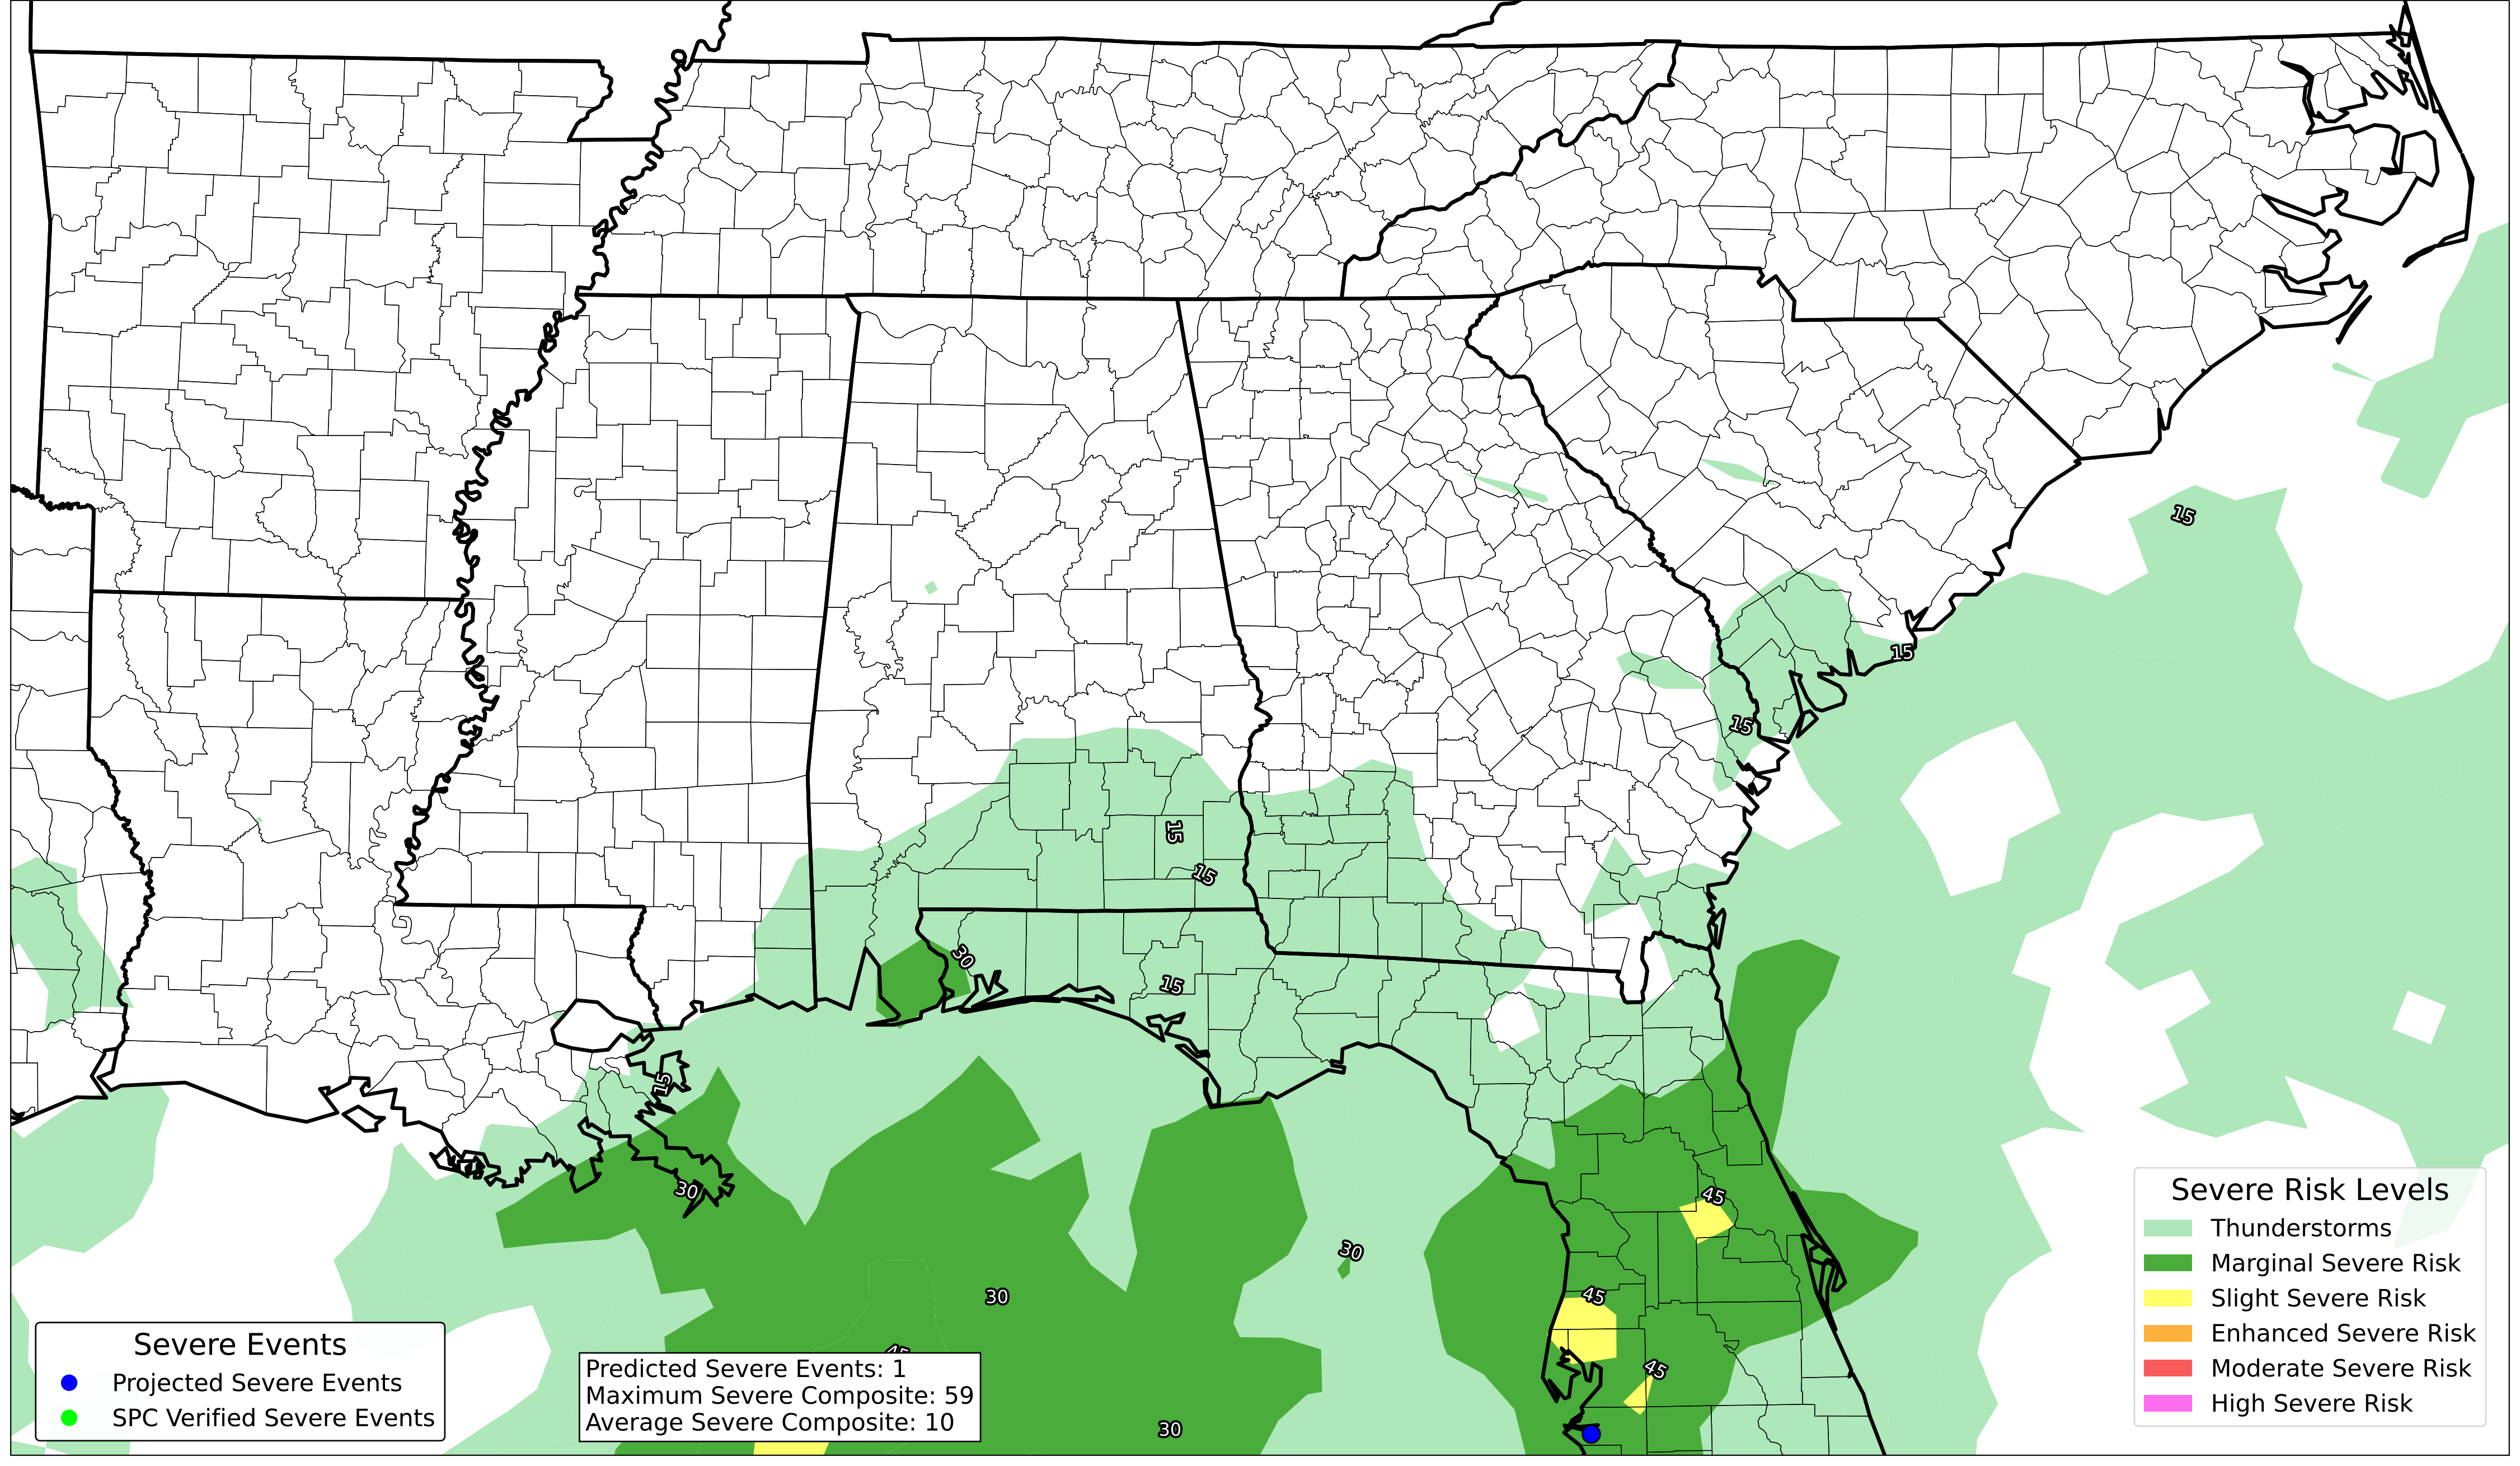 15
15
15
15
15
30
15
15
30
45
30
45
30
45
45
30
Severe Risk Levels
Thunderstorms
Marginal Severe Risk
Slight Severe Risk
Enhanced Severe Risk
Moderate Severe Risk
High Severe Risk
Severe Events
Projected Severe Events
SPC Verified Severe Events
Predicted Severe Events: 1
Maximum Severe Composite: 59
Average Severe Composite: 10